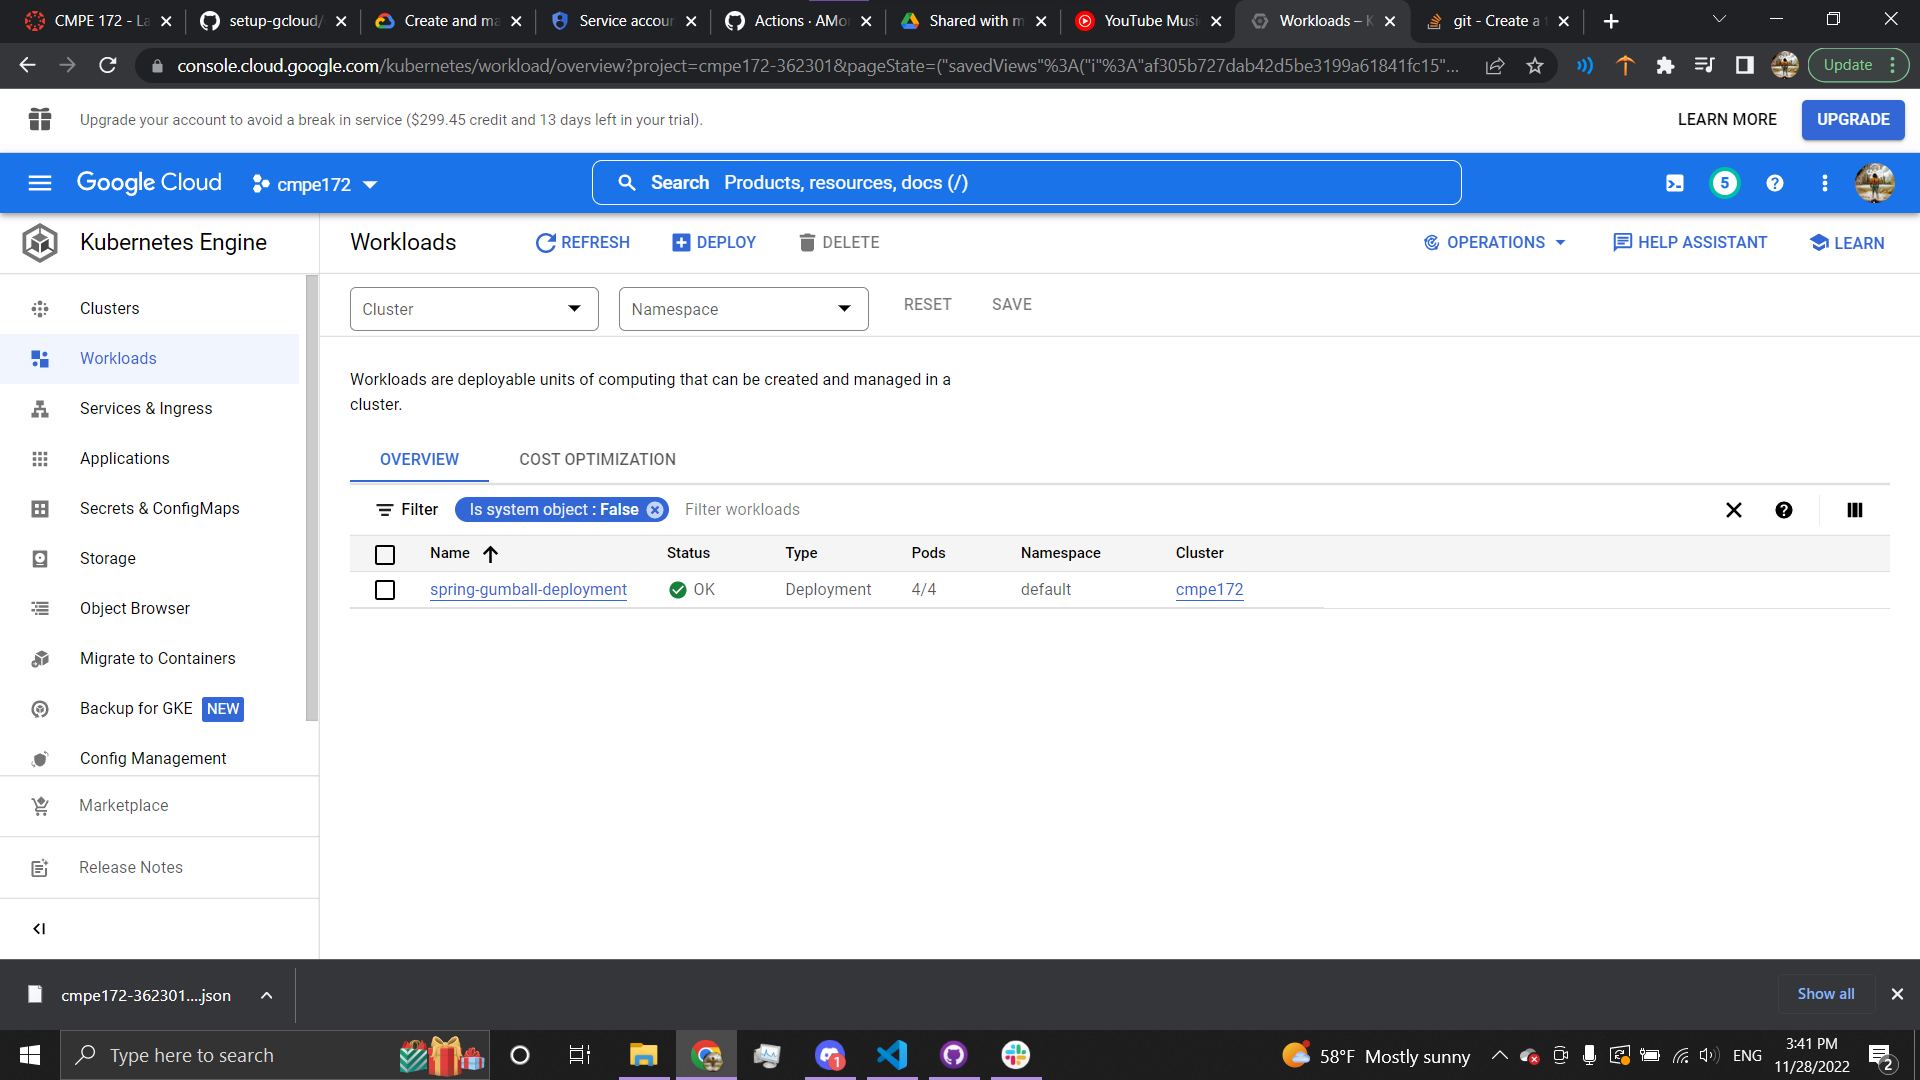 CMPE 172 - La
setup-gcloud/
Create and ma
Service accour
Actions · AMo
Shared with m
YouTube Musi
Workloads – K
git - Create a
console.cloud.google.com/kubernetes/workload/overview?project=cmpe172-362301&pageState=("savedViews"%3A("i"%3A"af305b727dab42d5be3199a61841fc15"...
Update
Upgrade your account to avoid a break in service ($299.45 credit and 13 days left in your trial).
LEARN MORE
UPGRADE
Google Cloud
cmpe172
Search Products, resources, docs (/)
5
Kubernetes Engine
Workloads
REFRESH
DEPLOY
DELETE
OPERATIONS
HELP ASSISTANT
LEARN
Clusters
Workloads
Services & Ingress
Applications
Secrets & ConfigMaps
Storage
Object Browser
Migrate to Containers
Backup for GKE NEW
Config Management
Marketplace
Release Notes
Cluster
Namespace
RESET
SAVE
Workloads are deployable units of computing that can be created and managed in a
cluster.
OVERVIEW
COST OPTIMIZATION
Filter
Is system object : False
Filter workloads
Name Status Type Pods Namespace Cluster
spring-gumball-deployment OK Deployment 4/4 default cmpe172
cmpe172-362301....json
Show all
Type here to search
1
58°F Mostly sunny
ENG
3:41 PM
11/28/2022
2